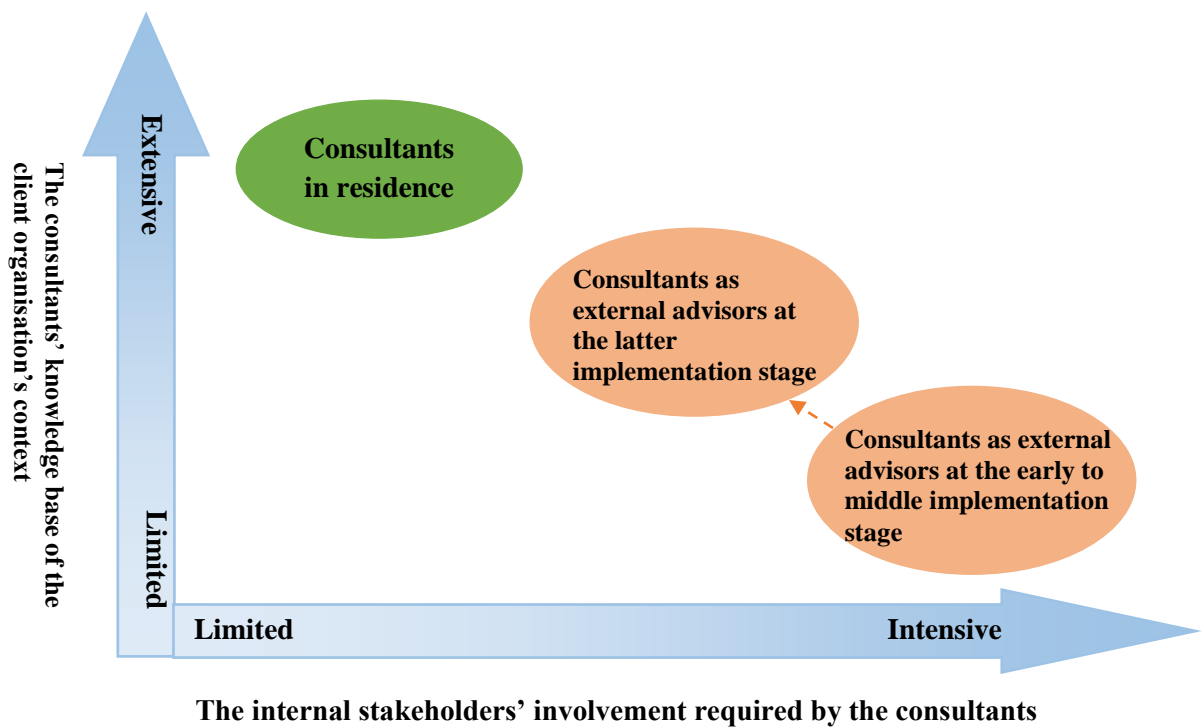 The consultants’ knowledge base of the
client organisation’s context
Extensive
Limited
Consultants
in residence
Consultants as
external advisors at
the latter
implementation stage
Consultants as external
advisors at the early to
middle implementation
stage
Limited
Intensive
The internal stakeholders’ involvement required by the consultants